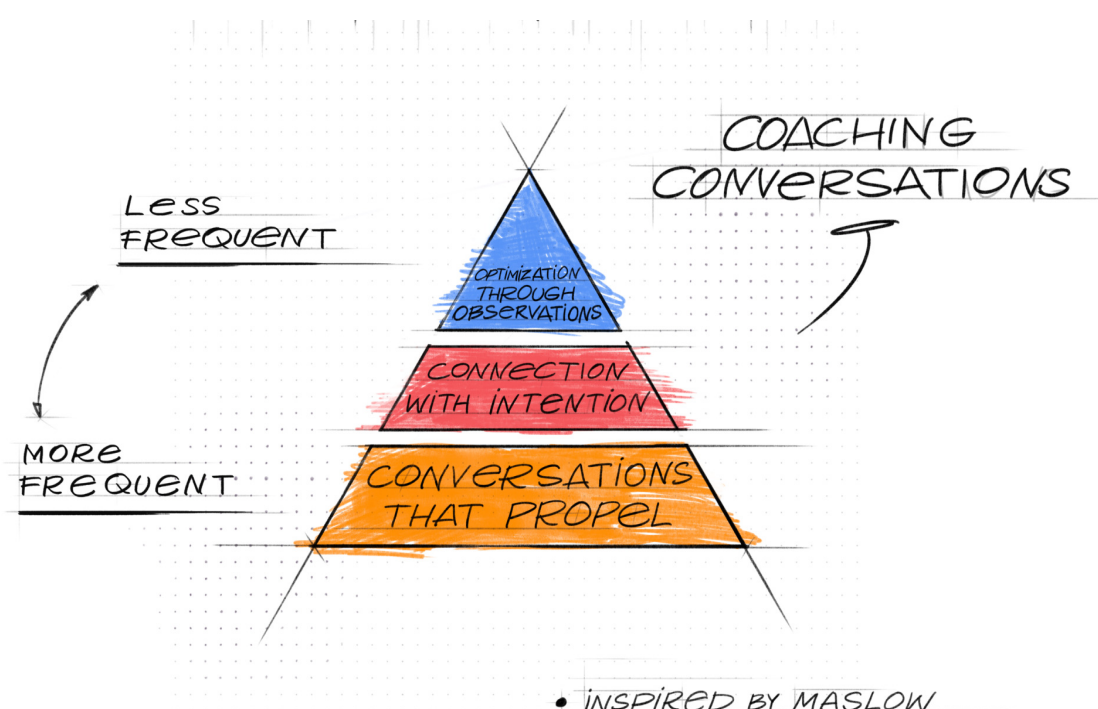 COACHING
CONVERSATIONS
LESS
FREQUENT
OPTIMIZATION
THROUGH
OBSERVATIONS
CONNECTION
WITH INTENTION
MORE
FREQUENT
CONVERSATIONS
THAT PROPEL
• INSPIRED BY MASLOW